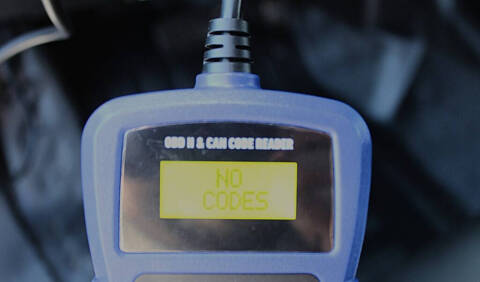 OBD II & CAN CODE READER
NO
CODES